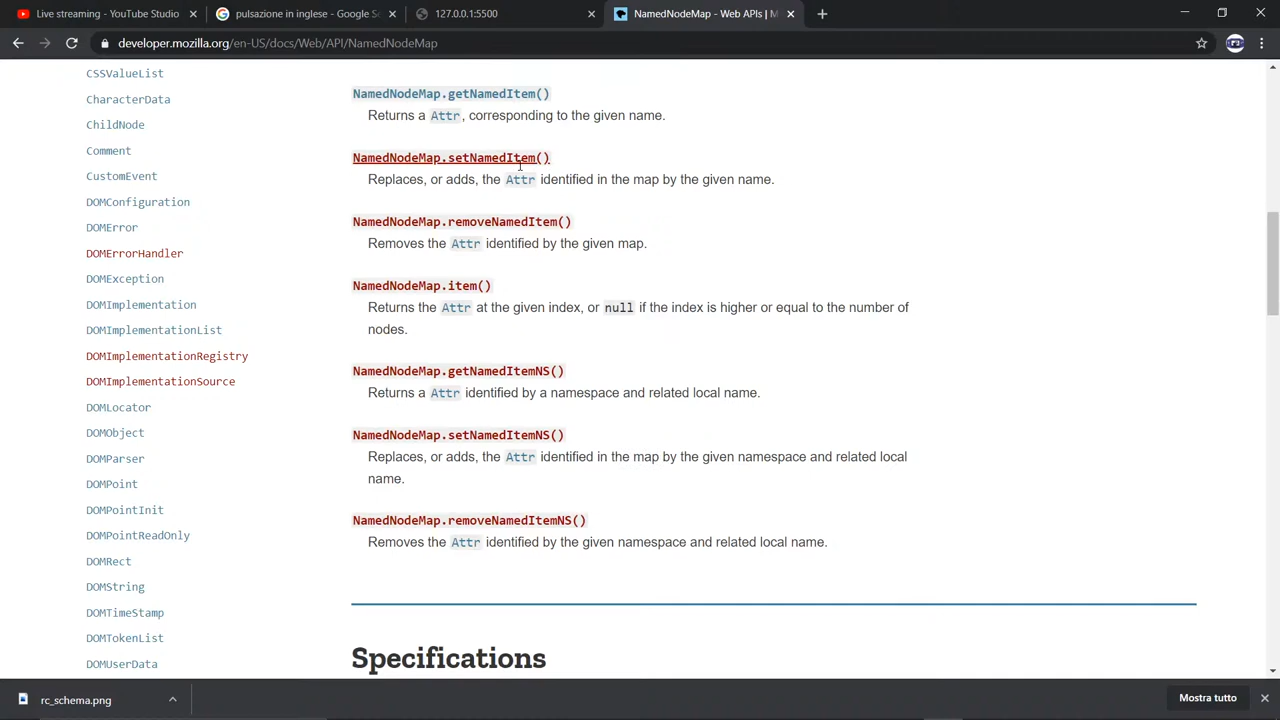 Live streaming - YouTube Studio
pulsazione in inglese - Google Se
127.0.0.1:5500
NamedNodeMap - Web APIs | M
developer.mozilla.org/en-US/docs/Web/API/NamedNodeMap
CSSValueList
CharacterData
ChildNode
Comment
CustomEvent
DOMConfiguration
DOMError
DOMErrorHandler
DOMException
DOMImplementation
DOMImplementationList
DOMImplementationRegistry
DOMImplementationSource
DOMLocator
DOMObject
DOMParser
DOMPoint
DOMPointInit
DOMPointReadOnly
DOMRect
DOMString
DOMTimeStamp
DOMTokenList
DOMUserData
NamedNodeMap.getNamedItem()
Returns a Attr, corresponding to the given name.
NamedNodeMap.setNamedItem()
Replaces, or adds, the Attr identified in the map by the given name.
NamedNodeMap.removeNamedItem()
Removes the Attr identified by the given map.
NamedNodeMap.item()
Returns the Attr at the given index, or null if the index is higher or equal to the number of
nodes.
NamedNodeMap.getNamedItemNS()
Returns a Attr identified by a namespace and related local name.
NamedNodeMap.setNamedItemNS()
Replaces, or adds, the Attr identified in the map by the given namespace and related local
name.
NamedNodeMap.removeNamedItemNS()
Removes the Attr identified by the given namespace and related local name.
Specifications
rc_schema.png
Mostra tutto